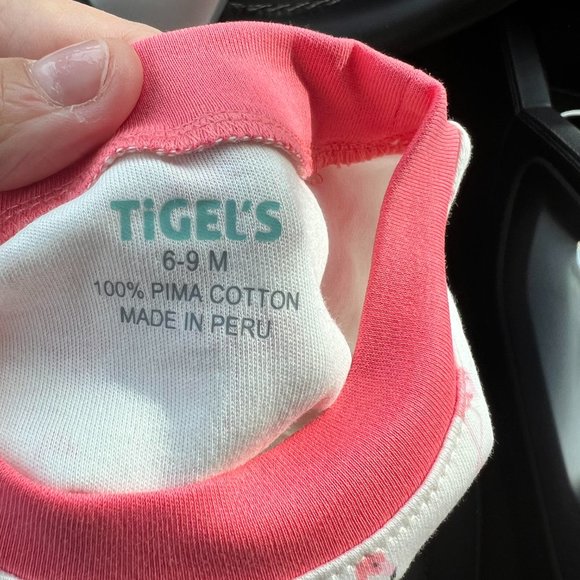 TiGEL'S
6-9 M
100% PIMA COTTON
MADE IN PERU